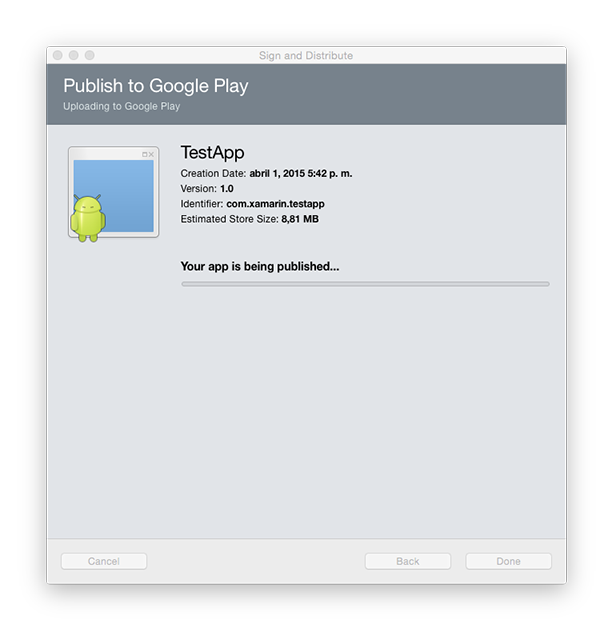 Sign and Distribute
Publish to Google Play
Uploading to Google Play
TestApp
Creation Date: abril 1, 2015 5:42 p. m.
Version: 1.0
Identifier: com.xamarin.testapp
Estimated Store Size: 8,81 MB
Your app is being published...
Cancel
Back
Done